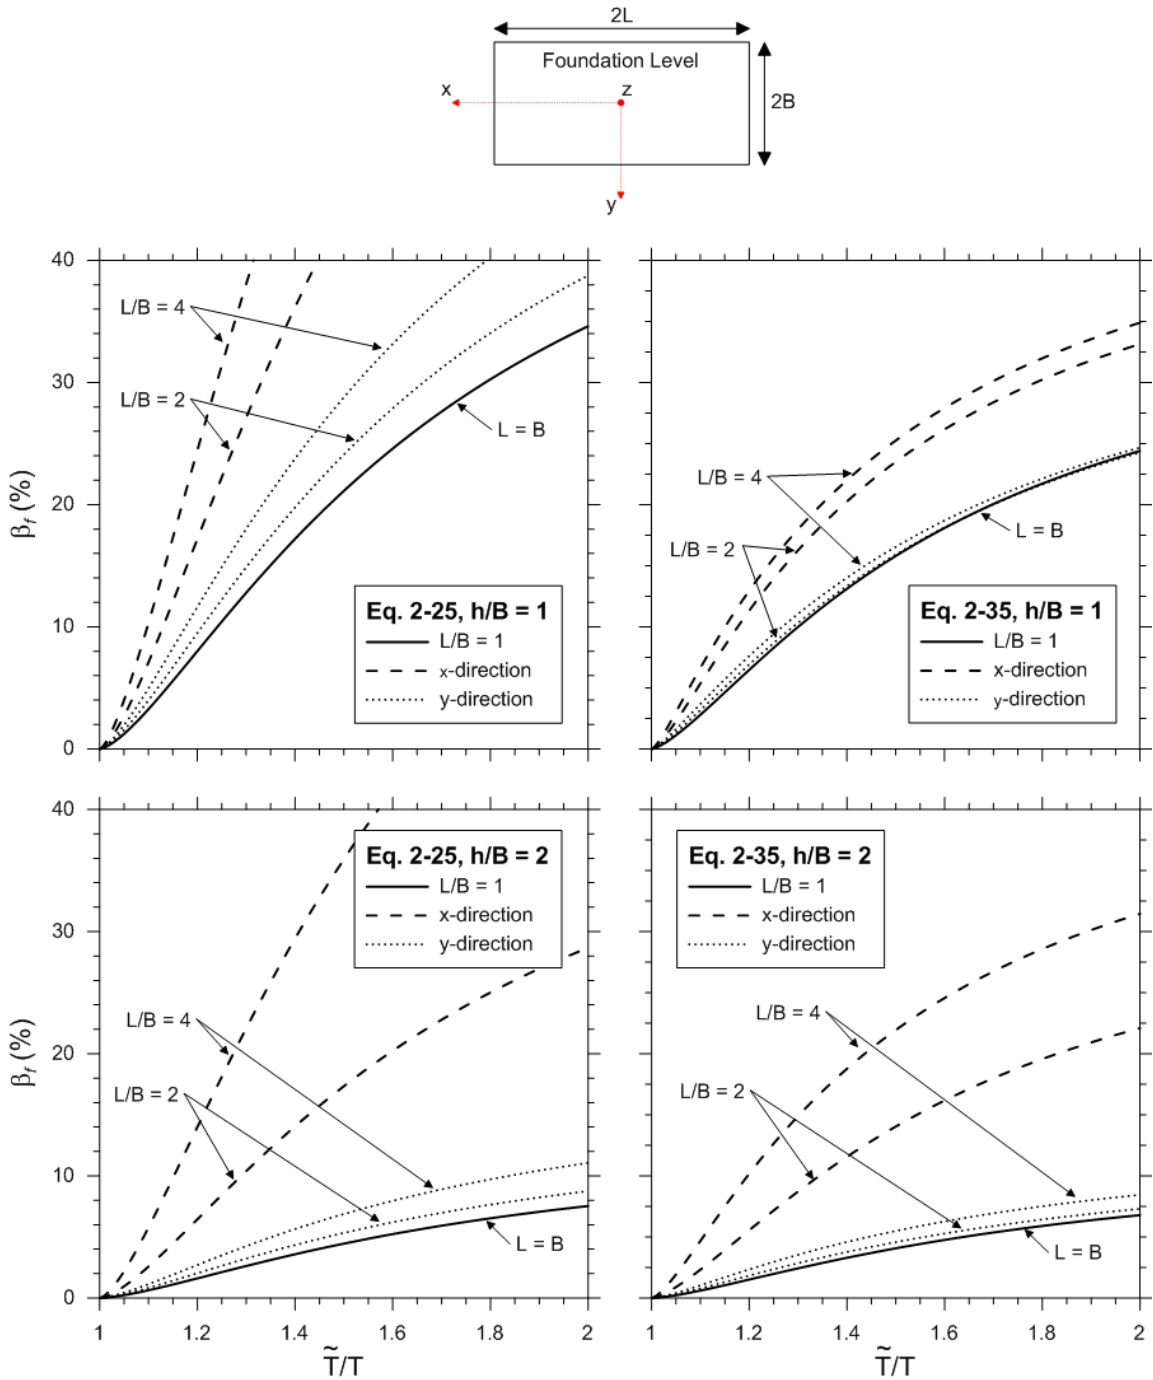 2L
Foundation Level
x
z
2B
y
40
30
20
10
0
β_f (%)
L/B = 4
L/B = 2
L = B
Eq. 2-25, h/B = 1
L/B = 1
x-direction
y-direction
L/B = 4
L/B = 2
L = B
Eq. 2-35, h/B = 1
L/B = 1
x-direction
y-direction
40
30
20
10
0
β_f (%)
Eq. 2-25, h/B = 2
L/B = 1
x-direction
y-direction
L/B = 4
L/B = 2
L = B
1 1.2 1.4 1.6 1.8 2
T̃/T
Eq. 2-35, h/B = 2
L/B = 1
x-direction
y-direction
L/B = 4
L/B = 2
L = B
1 1.2 1.4 1.6 1.8 2
T̃/T